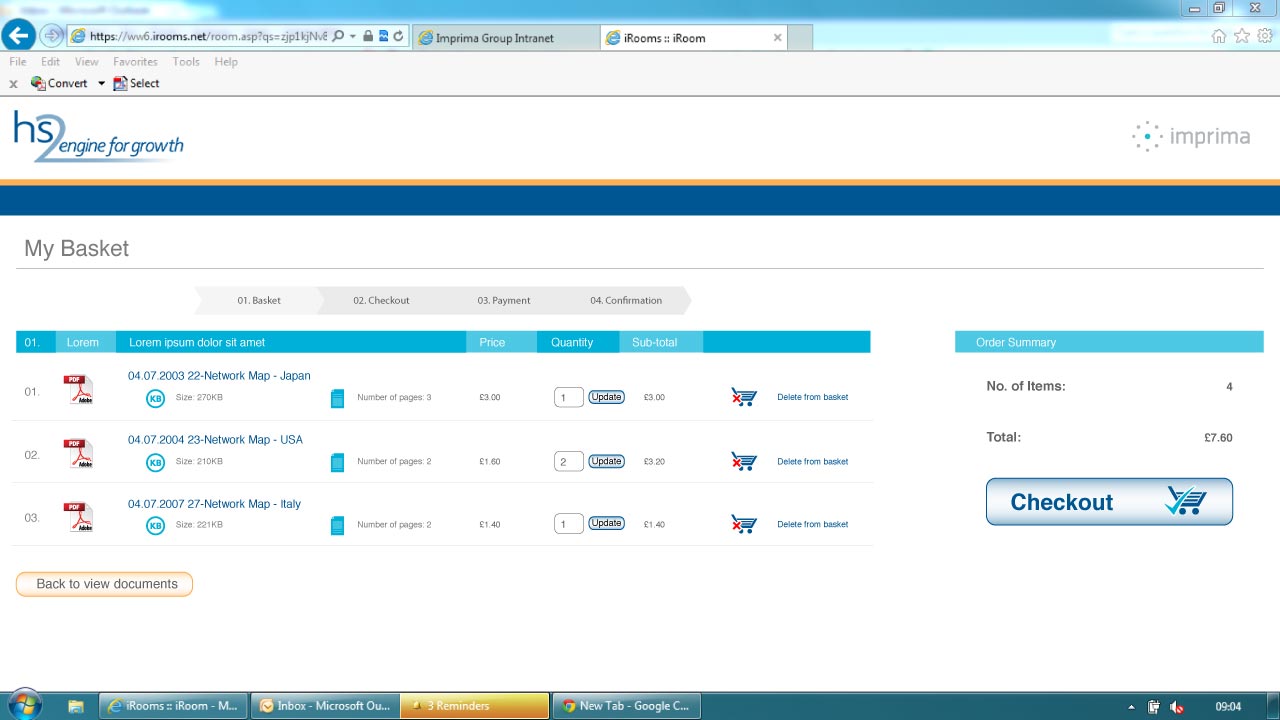 https://ww6.irooms.net/room.asp?qs=zjp1kjNvE
Imprima Group Intranet
iRooms :: iRoom
File Edit View Favorites Tools Help
x Convert Select
hs2 engine for growth
imprima
My Basket
01. Basket 02. Checkout 03. Payment 04. Confirmation
01. Lorem Lorem ipsum dolor sit amet Price Quantity Sub-total
Order Summary
04.07.2003 22-Network Map - Japan
01. PDF Adobe KB Size: 270KB Number of pages: 3 £3.00 1 Update £3.00 Delete from basket
No. of Items: 4
04.07.2004 23-Network Map - USA
02. PDF Adobe KB Size: 210KB Number of pages: 2 £1.60 2 Update £3.20 Delete from basket
Total: £7.60
04.07.2007 27-Network Map - Italy
03. PDF Adobe KB Size: 221KB Number of pages: 2 £1.40 1 Update £1.40 Delete from basket
Checkout
Back to view documents
iRooms :: iRoom - M... Inbox - Microsoft Ou... 3 Reminders New Tab - Google C... 09:04